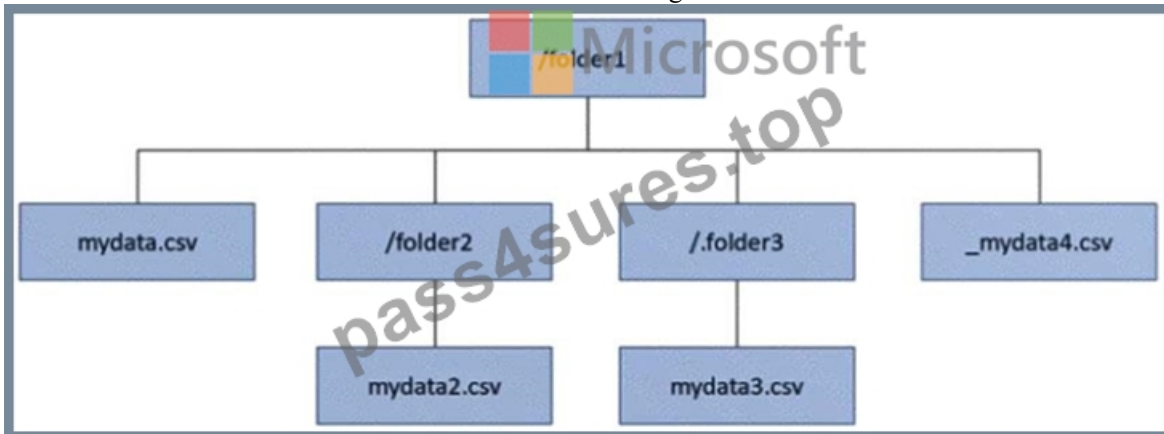 /folder1
Microsoft
mydata.csv
/folder2
/.folder3
_mydata4.csv
pass4sures.top
mydata2.csv
mydata3.csv